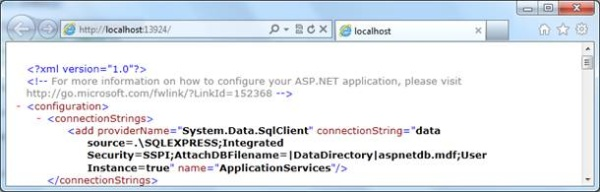 http://localhost:13924/
localhost
<?xml version="1.0"?>
<!-- For more information on how to configure your ASP.NET application, please visit
http://go.microsoft.com/fwlink/?LinkId=152368 -->
- <configuration>
- <connectionStrings>
<add providerName="System.Data.SqlClient" connectionString="data
source=.\SQLEXPRESS;Integrated
Security=SSPI;AttachDBFilename=|DataDirectory|aspnetdb.mdf;User
Instance=true" name="ApplicationServices"/>
</connectionStrings>